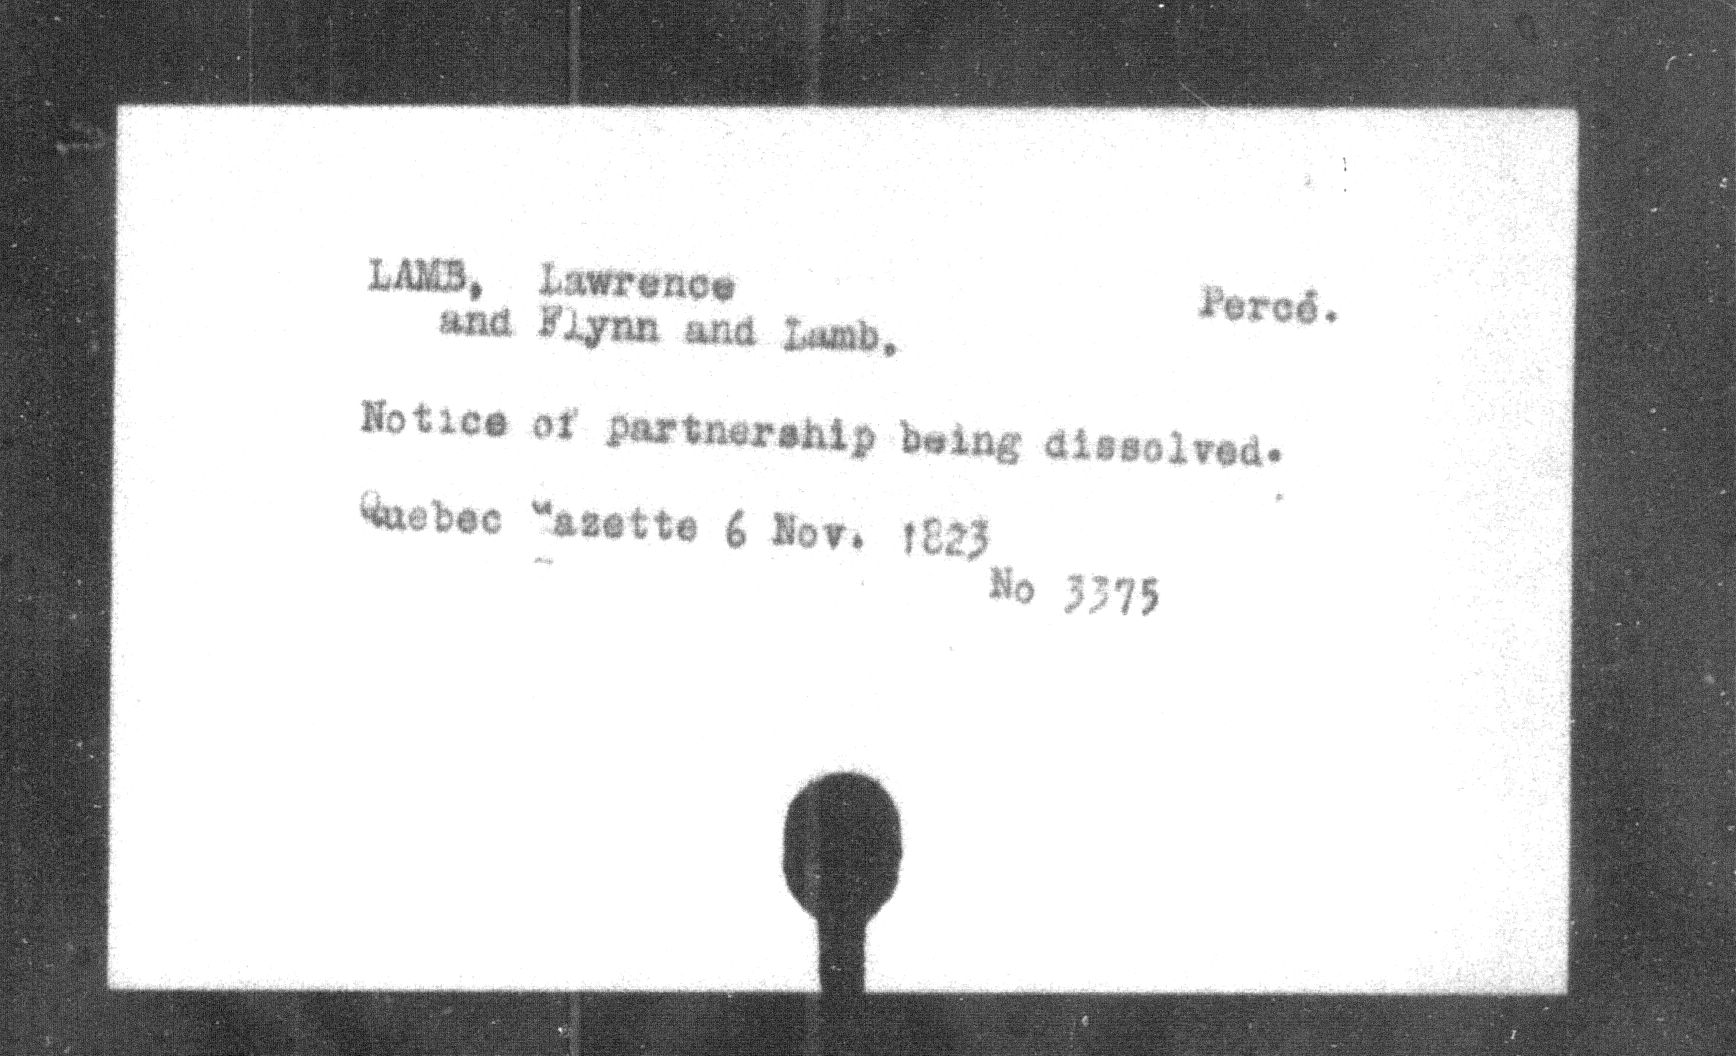 LAMB, Lawrence Percé.
and Flynn and Lamb.
Notice of partnership being dissolved.
Quebec Gazette 6 Nov. 1823
No 3375